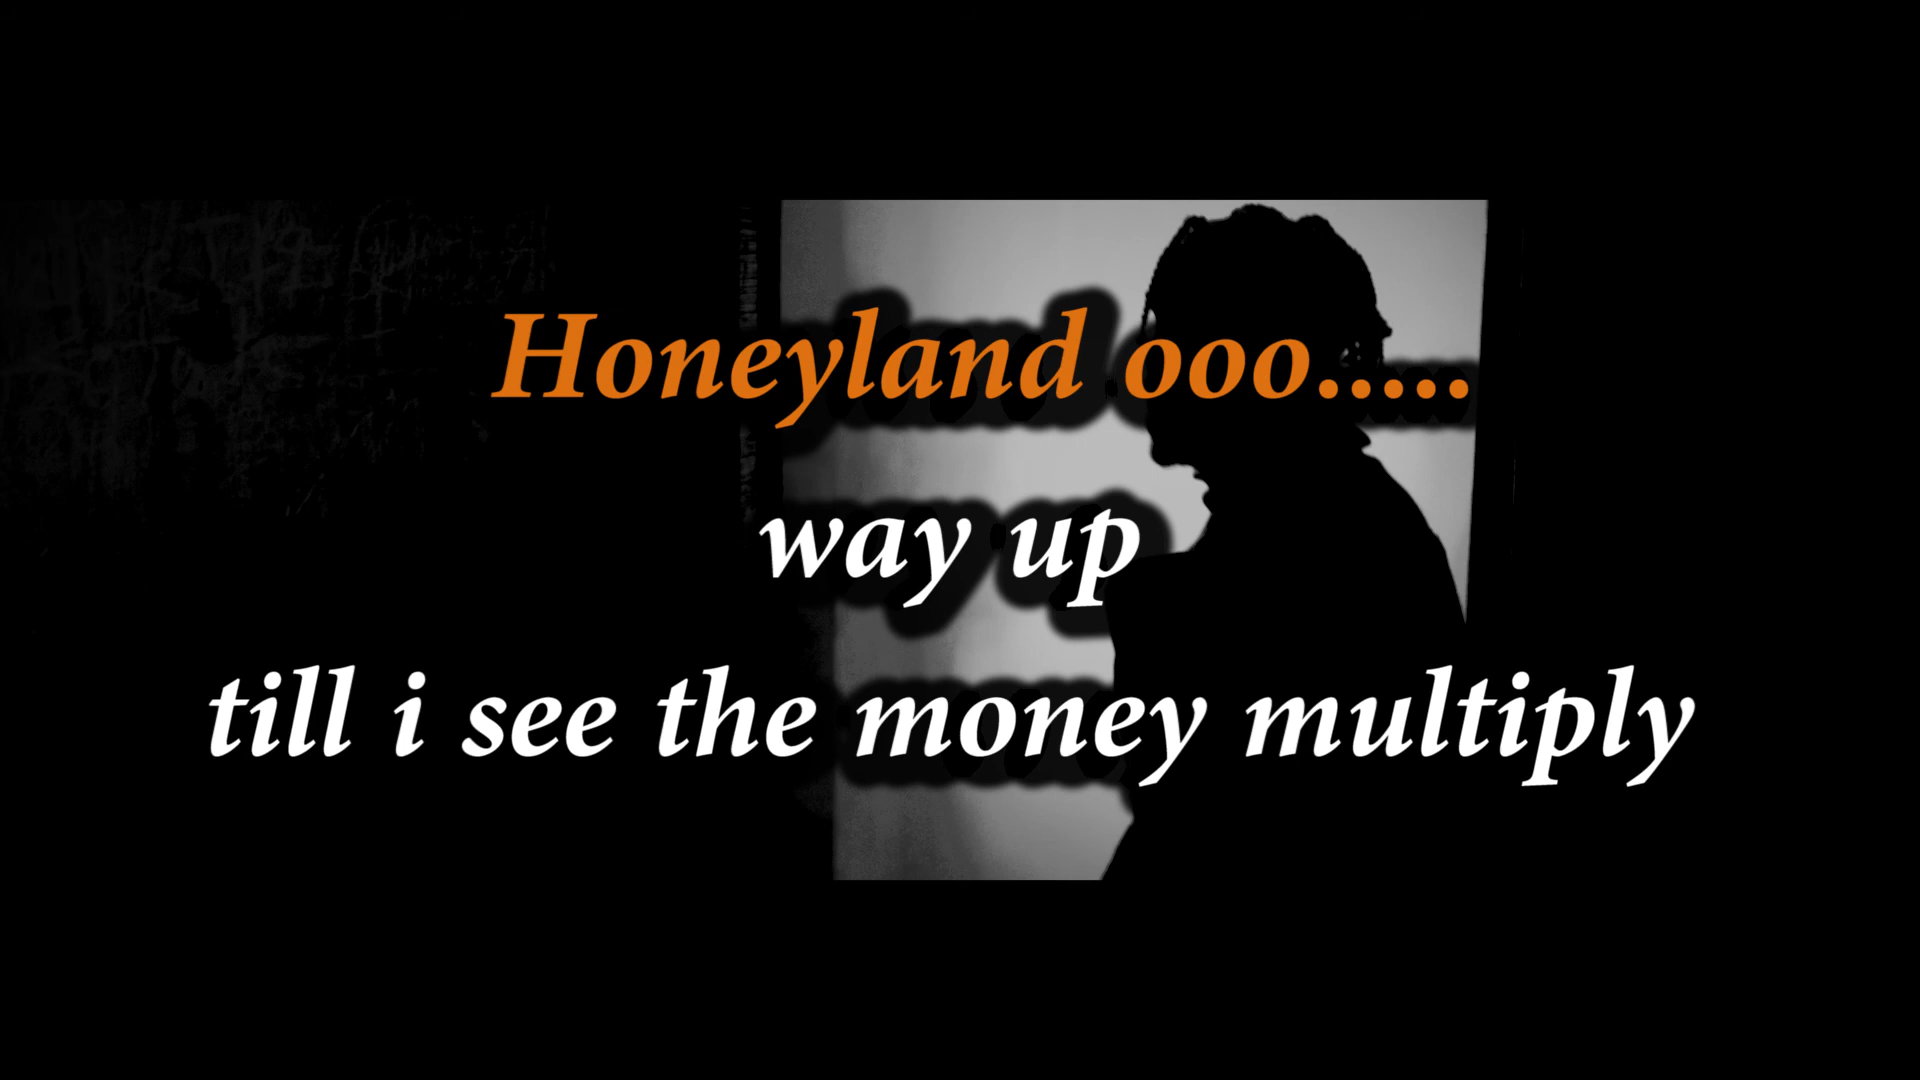 Honeyland ooo.....
way up
till i see the money multiply